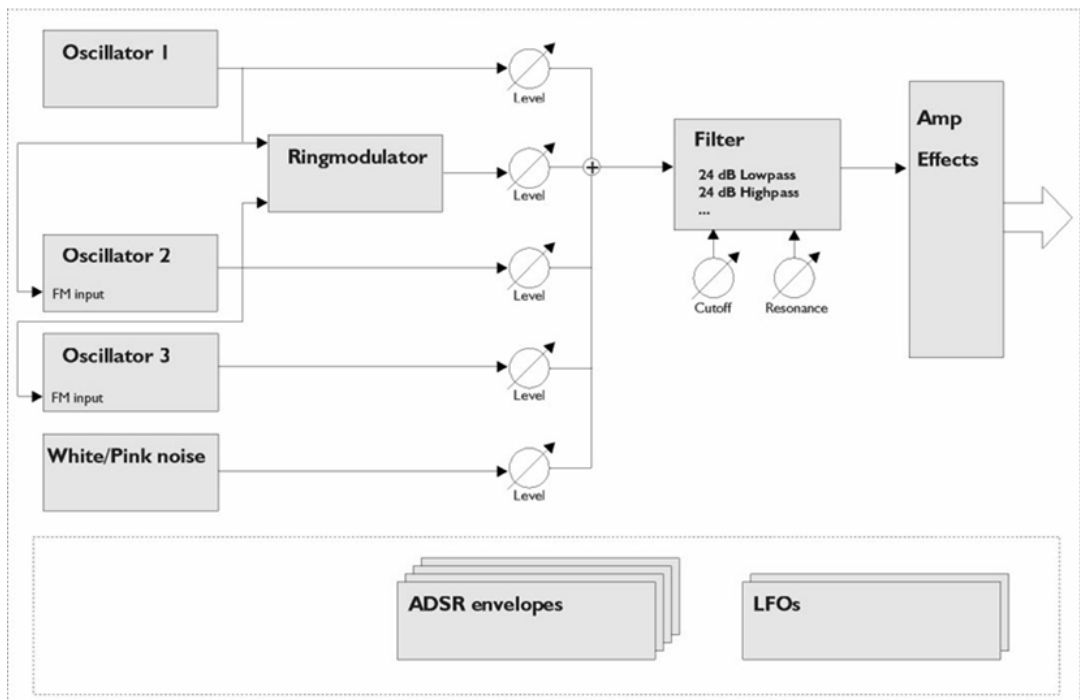 Oscillator 1
Level
Ringmodulator
Level
Filter
24 dB Lowpass
24 dB Highpass
...
Amp
Effects
Oscillator 2
FM input
Level
Cutoff
Resonance
Oscillator 3
FM input
Level
White/Pink noise
Level
ADSR envelopes
LFOs